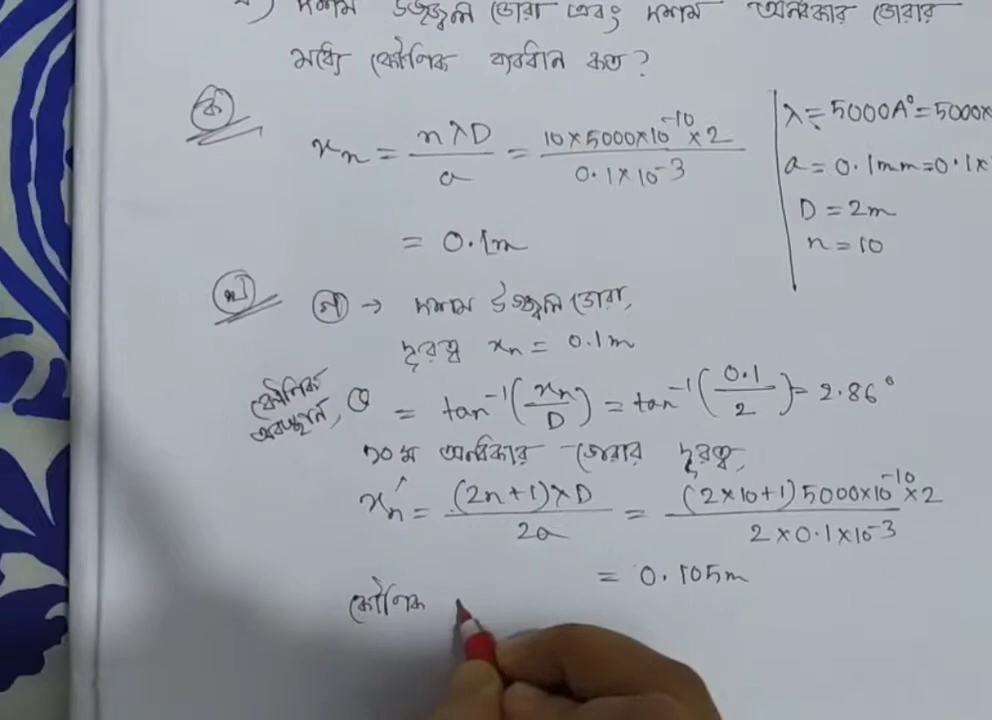 ) দশম উজ্জ্বল ডোরা এবং দশম অন্ধকার ডোরার
মধ্যে কৌণিক ব্যবধান কত?
ক
xₙ = nλD/a = 10×5000×10⁻¹⁰×2/0.1×10⁻³
= 0.1m
λ = 5000A° = 5000×
a = 0.1mm = 0.1×
D = 2m
n = 10
→ দশম উজ্জ্বল ডোরা,
দূরত্ব xₙ = 0.1m
কৌণিক অবস্থান, θ = tan⁻¹(xₙ/D) = tan⁻¹(0.1/2) = 2.86°
১০ম অন্ধকার ডোরার দূরত্ব,
xₙ′ = (2n+1)λD/2a = (2×10+1)5000×10⁻¹⁰×2/2×0.1×10⁻³
= 0.105m
কৌণিক